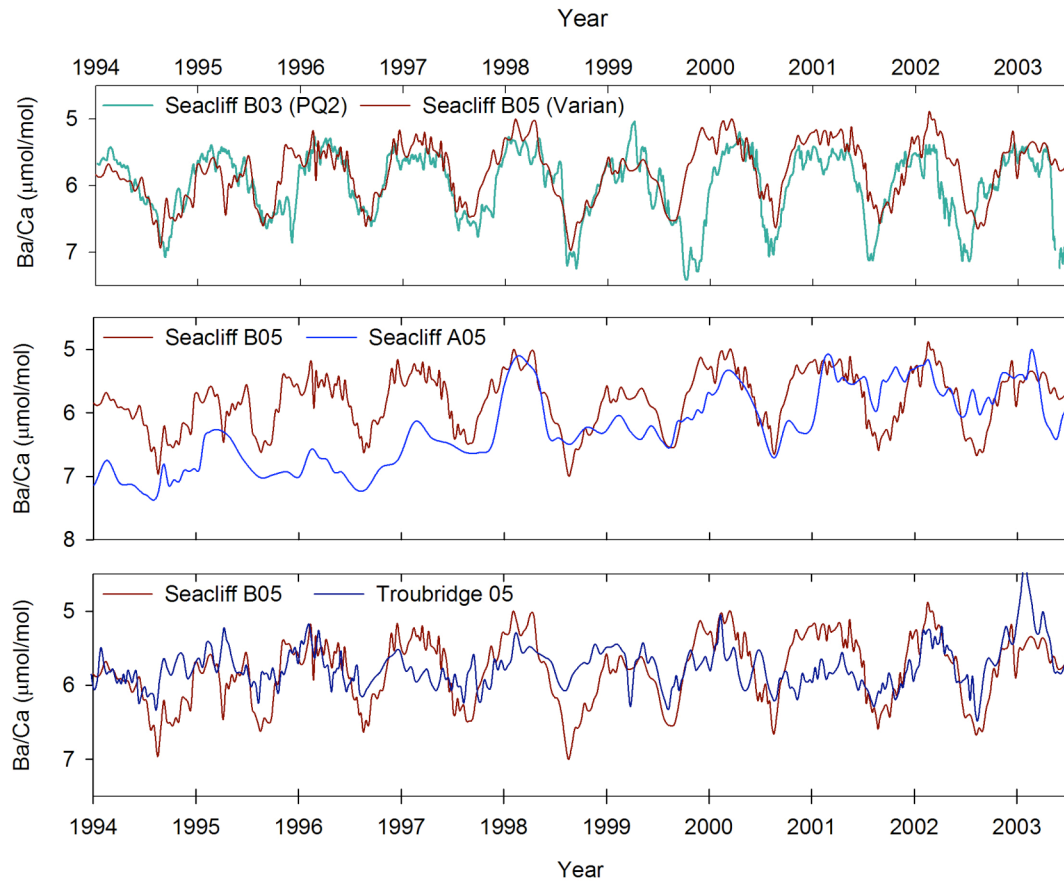 Year
1994 1995 1996 1997 1998 1999 2000 2001 2002 2003
Seacliff B03 (PQ2) Seacliff B05 (Varian)
Ba/Ca (μmol/mol)
5
6
7
Seacliff B05 Seacliff A05
Ba/Ca (μmol/mol)
5
6
7
8
Seacliff B05 Troubridge 05
Ba/Ca (μmol/mol)
5
6
7
1994 1995 1996 1997 1998 1999 2000 2001 2002 2003
Year